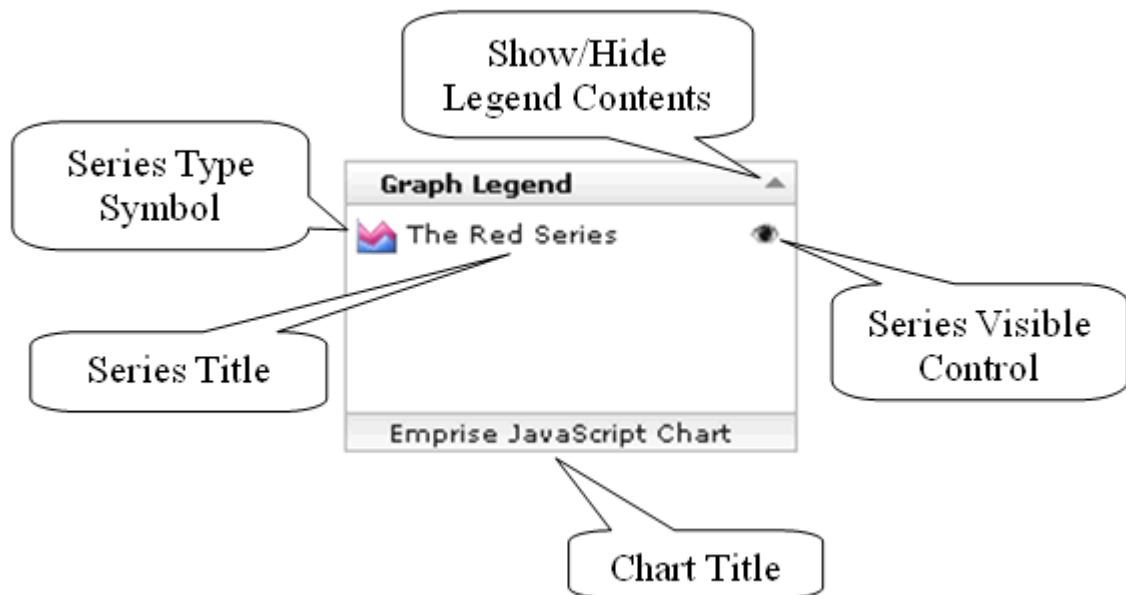 Show/Hide
Legend Contents
Series Type
Symbol
Graph Legend
The Red Series
Series Title
Series Visible
Control
Emprise JavaScript Chart
Chart Title